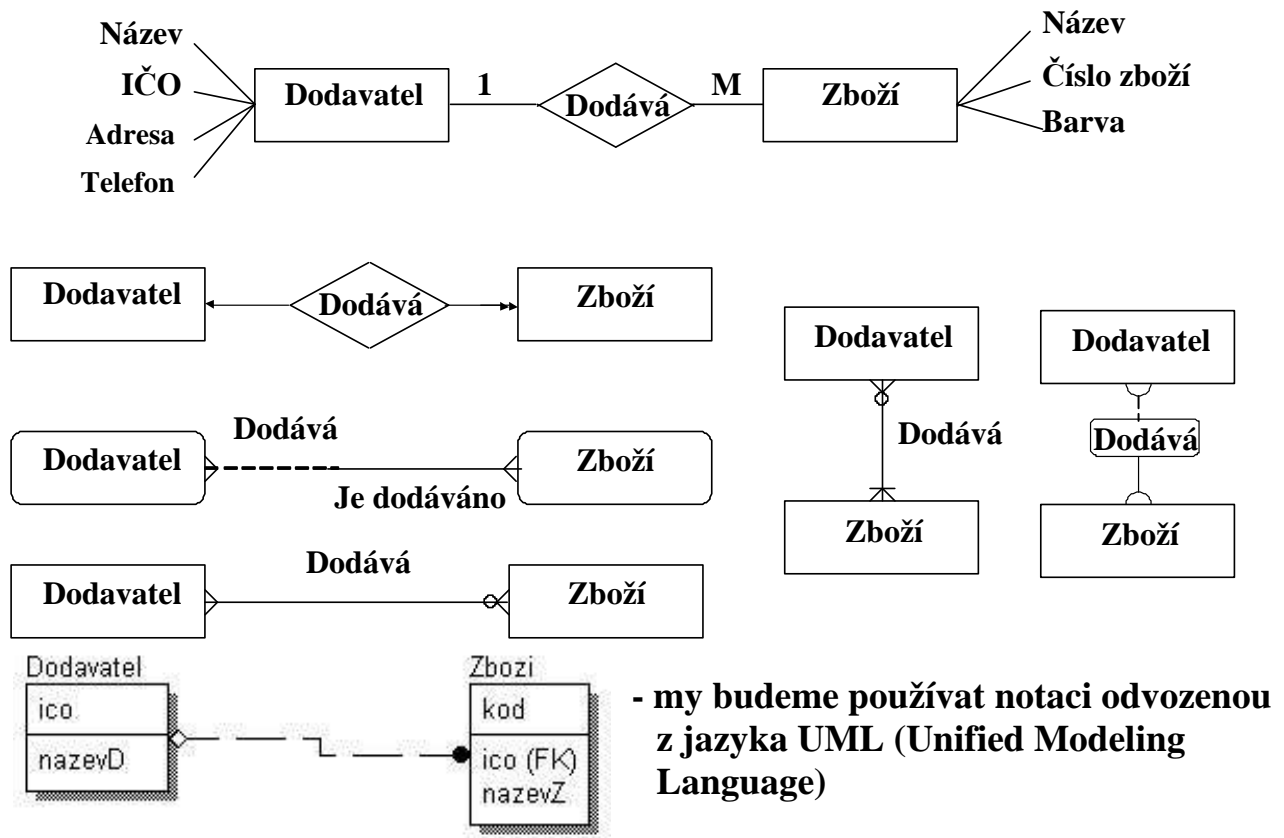 Název
IČO
Adresa
Telefon
Dodavatel
1
Dodává
M
Zboží
Název
Číslo zboží
Barva
Dodavatel
Dodává
Zboží
Dodavatel
Dodává
Je dodáváno
Zboží
Dodavatel
Dodává
Zboží
Dodavatel
Dodává
Zboží
Dodavatel
Dodává
Zboží
Dodavatel
ico
nazevD
Zbozi
kod
ico (FK)
nazevZ
- my budeme používat notaci odvozenou
z jazyka UML (Unified Modeling
Language)